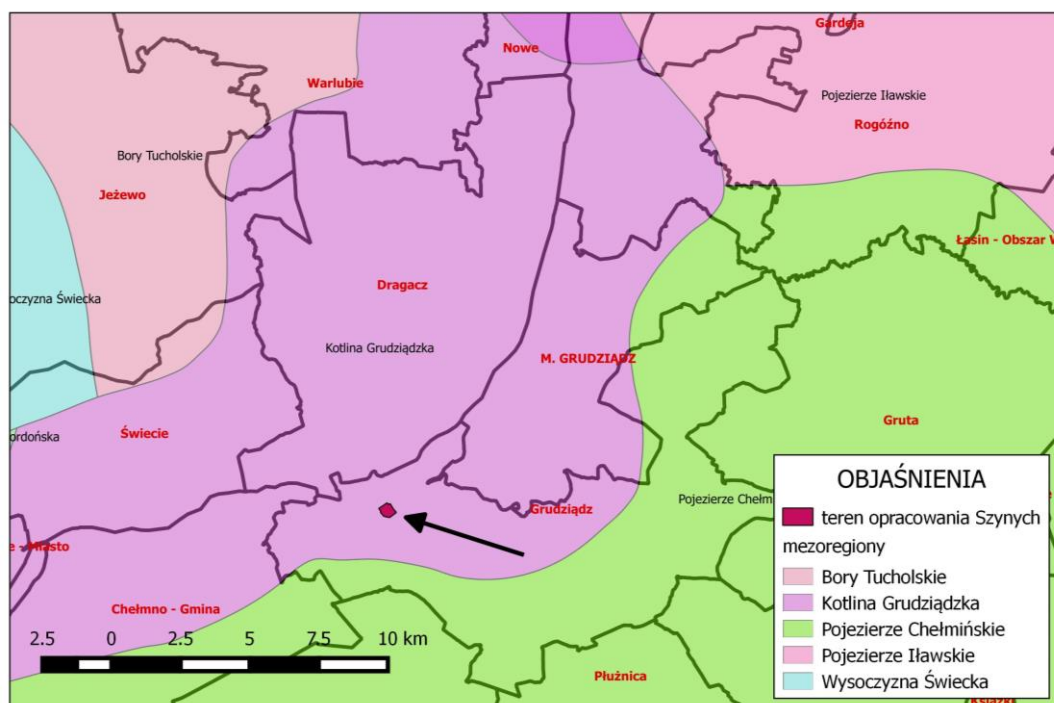 Gardeja
Nowe
Warlubie
Pojezierze Iławskie
Rogóźno
Bory Tucholskie
Jeżewo
Łasin - Obszar W
oczyzna Świecka
Dragacz
Kotlina Grudziądzka
M. GRUDZIĄDZ
Gruta
Świecie
ordońska
Pojezierze Chełm
Grudziądz
e - Miasto
Chełmno - Gmina
Płużnica
2.5 0 2.5 5 7.5 10 km
OBJAŚNIENIA
teren opracowania Szynych
mezoregiony
Bory Tucholskie
Kotlina Grudziądzka
Pojezierze Chełmińskie
Pojezierze Iławskie
Wysoczyzna Świecka